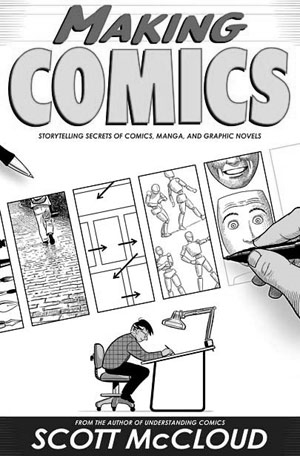 MAKING
COMICS
STORYTELLING SECRETS OF COMICS, MANGA, AND GRAPHIC NOVELS
FROM THE AUTHOR OF UNDERSTANDING COMICS
SCOTT McCLOUD